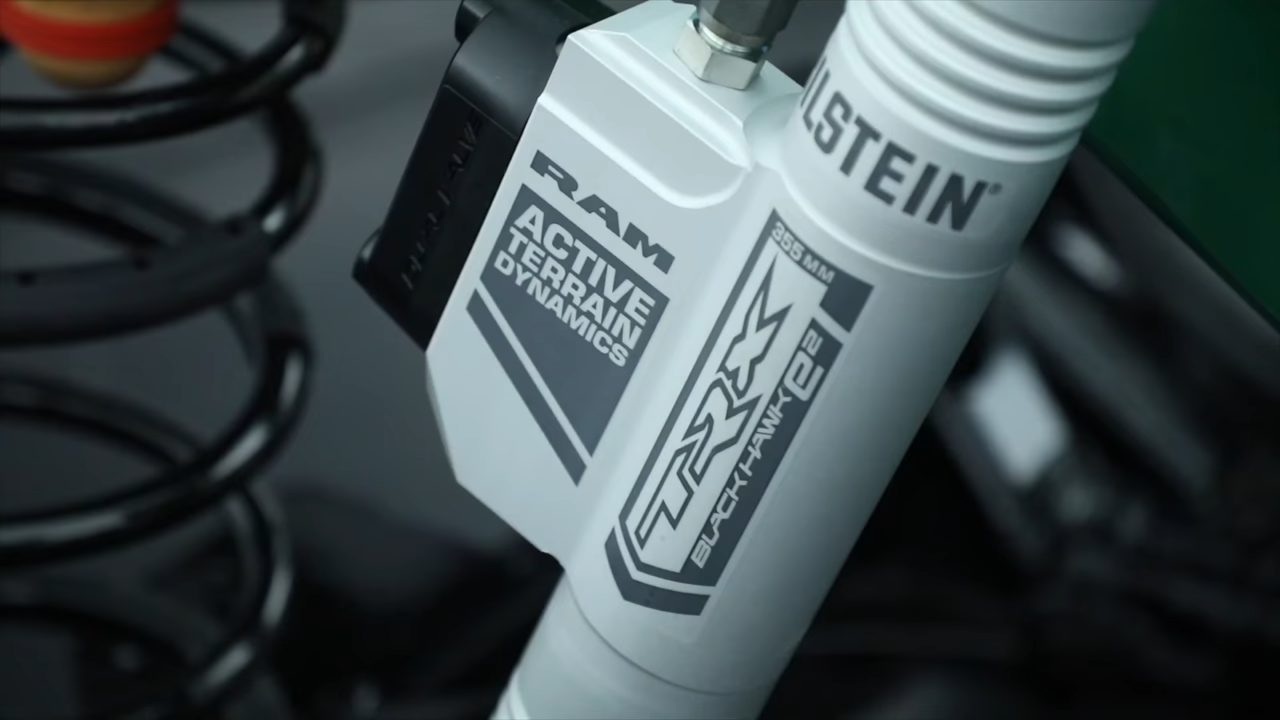 ILSTEIN®
RAM
ACTIVE
TERRAIN
DYNAMICS
355 MM
TRX
BLACK HAWK e²